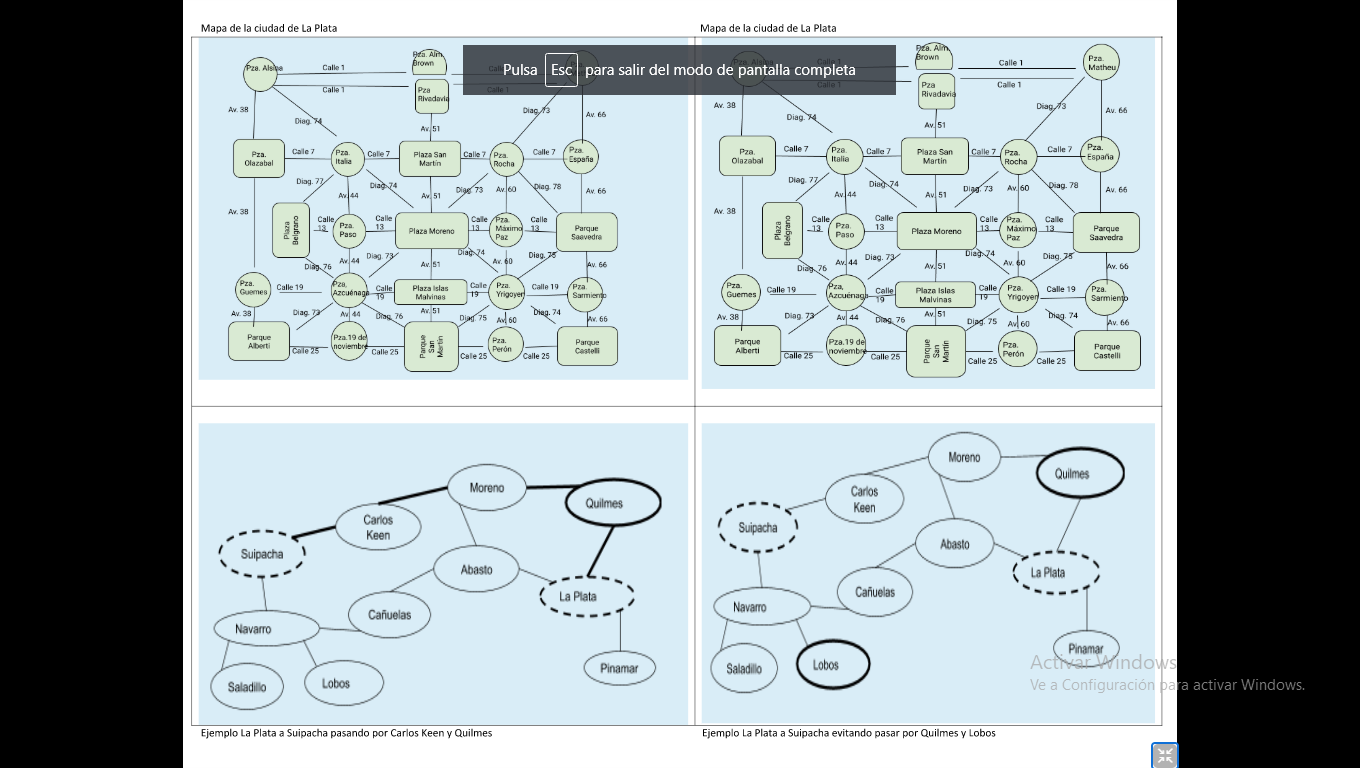 Mapa de la ciudad de La Plata
Mapa de la ciudad de La Plata
Pulsa Esc para salir del modo de pantalla completa
Pza. Alsina
Calle 1
Pza. Alm.
Brown
Calle 1
Pza
Rivadavia
Av. 38
Diag. 74
Av. 51
Diag. 73
Av. 66
Pza.
Olazabal
Calle 7
Pza.
Italia
Calle 7
Plaza San
Martín
Calle 7
Pza.
Rocha
Calle 7
Pza.
España
Diag. 77
Av. 44
Diag. 74
Av. 51
Diag. 73
Av. 60
Diag. 78
Av. 66
Av. 38
Plaza
Belgrano
Calle
13
Pza.
Paso
Calle
13
Plaza Moreno
Calle
13
Pza.
Máximo
Paz
Calle
13
Parque
Saavedra
Diag. 76
Av. 44
Diag. 73
Av. 51
Diag. 74
Av. 60
Diag. 75
Av. 66
Pza.
Guemes
Calle 19
Pza,
Azcuénaga
Calle
19
Plaza Islas
Malvinas
Calle
19
Pza.
Yrigoyen
Calle 19
Pza.
Sarmiento
Av. 38
Diag. 73
Av. 44
Diag. 76
Av. 51
Diag. 75
Av. 60
Diag. 74
Av. 66
Parque
Alberti
Calle 25
Pza.19 de
noviembre
Calle 25
Parque
San
Martín
Calle 25
Pza.
Perón
Calle 25
Parque
Castelli
Pza. Alm.
Brown
Calle 1
Pza.
Matheu
Pza
Rivadavia
Calle 1
Av. 38
Diag. 74
Av. 51
Diag. 73
Av. 66
Pza.
Olazabal
Calle 7
Pza.
Italia
Calle 7
Plaza San
Martín
Calle 7
Pza.
Rocha
Calle 7
Pza.
España
Diag. 77
Av. 44
Diag. 74
Av. 51
Diag. 73
Av. 60
Diag. 78
Av. 66
Av. 38
Plaza
Belgrano
Calle
13
Pza.
Paso
Calle
13
Plaza Moreno
Calle
13
Pza.
Máximo
Paz
Calle
13
Parque
Saavedra
Diag. 76
Av. 44
Diag. 73
Av. 51
Diag. 74
Av. 60
Diag. 75
Av. 66
Pza.
Guemes
Calle 19
Pza,
Azcuénaga
Calle
19
Plaza Islas
Malvinas
Calle
19
Pza.
Yrigoyen
Calle 19
Pza.
Sarmiento
Av. 38
Diag. 73
Av. 44
Diag. 76
Av. 51
Diag. 75
Av. 60
Diag. 74
Av. 66
Parque
Alberti
Calle 25
Pza.19 de
noviembre
Calle 25
Parque
San
Martín
Calle 25
Pza.
Perón
Calle 25
Parque
Castelli
Moreno
Quilmes
Carlos
Keen
Suipacha
Abasto
La Plata
Cañuelas
Navarro
Pinamar
Saladillo
Lobos
Moreno
Quilmes
Carlos
Keen
Suipacha
Abasto
La Plata
Cañuelas
Navarro
Pinamar
Saladillo
Lobos
Activar Windows
Ve a Configuración para activar Windows.
Ejemplo La Plata a Suipacha pasando por Carlos Keen y Quilmes
Ejemplo La Plata a Suipacha evitando pasar por Quilmes y Lobos